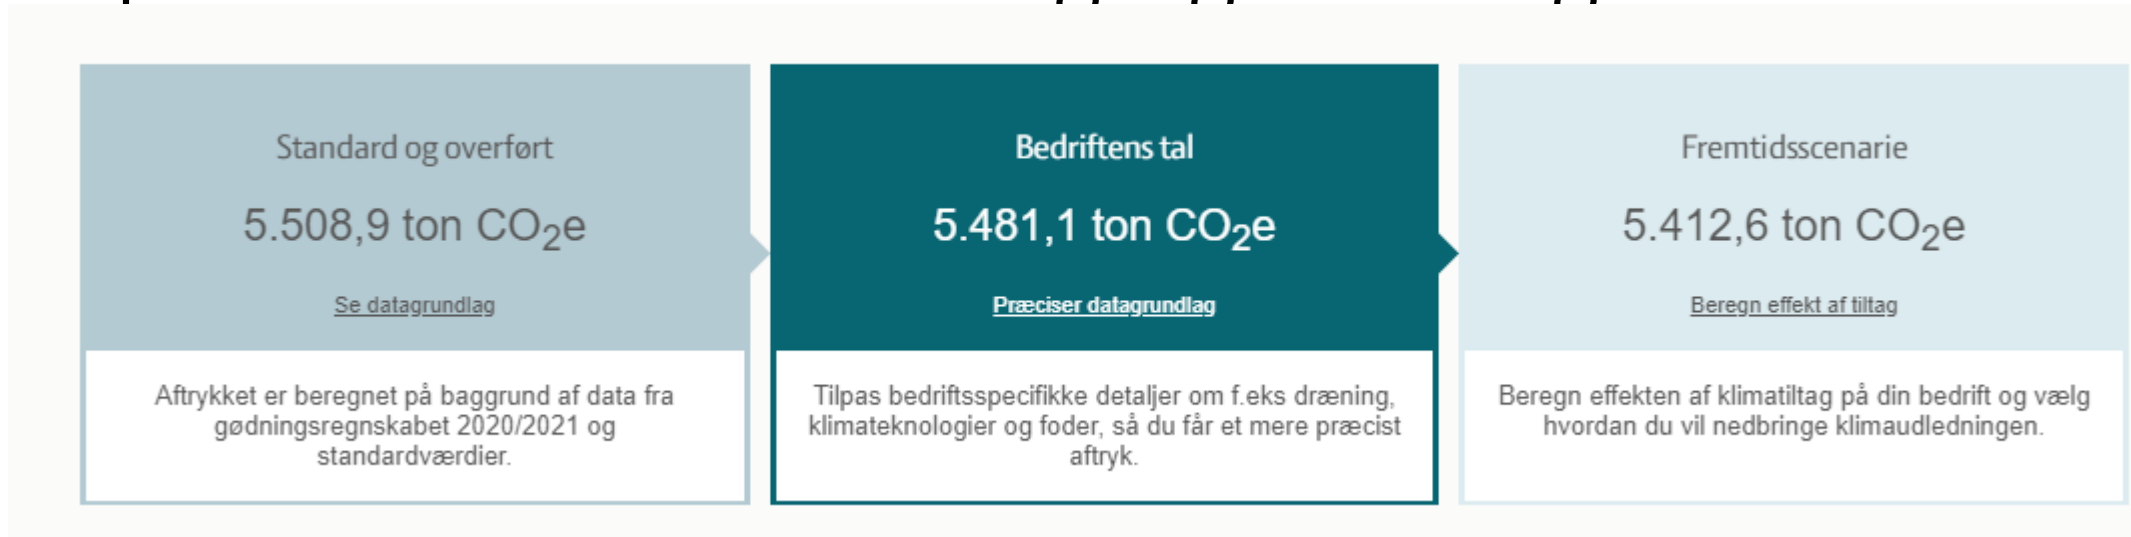 Standard og overført
5.508,9 ton CO₂e
Se datagrundlag
Aftrykket er beregnet på baggrund af data fra
gødningsregnskabet 2020/2021 og
standardværdier.
Bedriftens tal
5.481,1 ton CO₂e
Præciser datagrundlag
Tilpas bedriftsspecifikke detaljer om f.eks dræning,
klimateknologier og foder, så du får et mere præcist
aftryk.
Fremtidsscenarie
5.412,6 ton CO₂e
Beregn effekt af tiltag
Beregn effekten af klimatiltag på din bedrift og vælg
hvordan du vil nedbringe klimaudledningen.